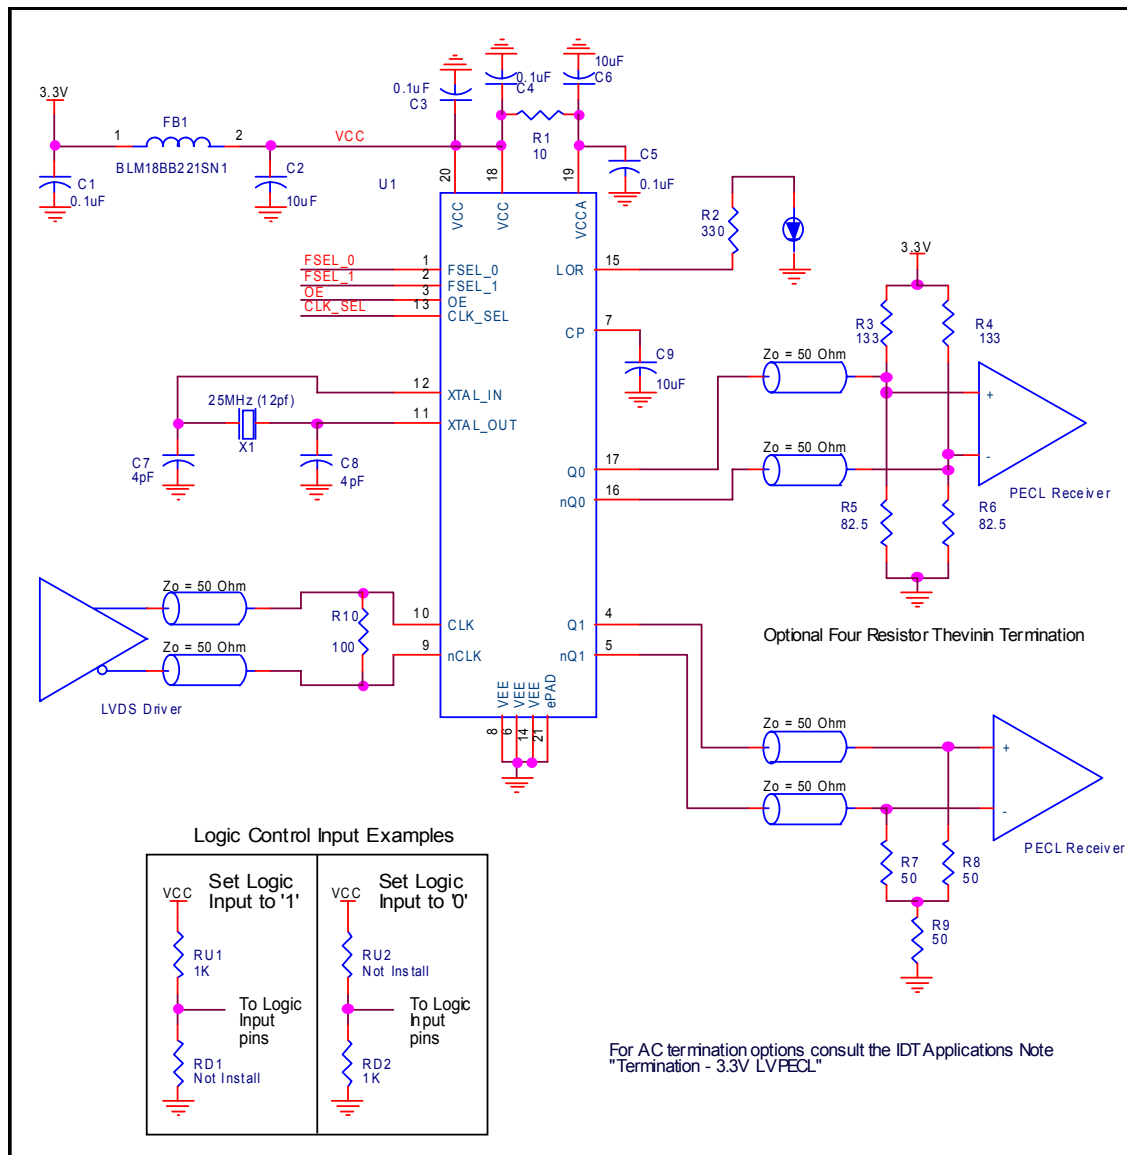 3.3V
1
FB1
2
BLM18BB221SN1
C1
0.1uF
C2
10uF
VCC
0.1uF
C3
0.1uF
C4
10uF
C6
R1
10
C5
0.1uF
U1
20
18
19
VCC
VCC
VCCA
FSEL_0
FSEL_1
OE
CLK_SEL
1
2
3
13
FSEL_0
FSEL_1
OE
CLK_SEL
LOR
15
R2
330
CP
7
C9
10uF
25MHz (12pf)
X1
C7
4pF
C8
4pF
12
11
XTAL_IN
XTAL_OUT
Q0
17
nQ0
16
Zo = 50 Ohm
Zo = 50 Ohm
3.3V
R3
133
R4
133
R5
82.5
R6
82.5
+
-
PECL Receiver
Optional Four Resistor Thevinin Termination
Zo = 50 Ohm
Zo = 50 Ohm
LVDS Driver
R10
100
10
9
CLK
nCLK
Q1
4
nQ1
5
VEE
VEE
VEE
ePAD
8
6
14
21
Zo = 50 Ohm
Zo = 50 Ohm
+
-
PECL Receiver
R7
50
R8
50
R9
50
Logic Control Input Examples
Set Logic
Input to '1'
VCC
RU1
1K
To Logic
Input
pins
RD1
Not Install
Set Logic
Input to '0'
VCC
RU2
Not Install
To Logic
Input
pins
RD2
1K
For AC termination options consult the IDT Applications Note
"Termination - 3.3V LVPECL"